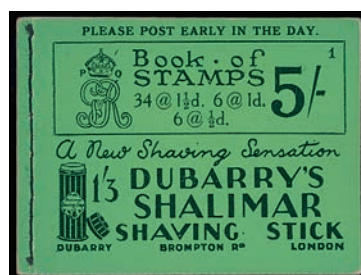 PLEASE POST EARLY IN THE DAY.
1
P O
GR
Book · of
STAMPS
34 @ 1½d. 6 @ 1d.
6 @ ½d.
5/-
A New Shaving Sensation
1'3 DUBARRY'S
SHALIMAR
SHAVING STICK
DUBARRY BROMPTON Rᴰ LONDON